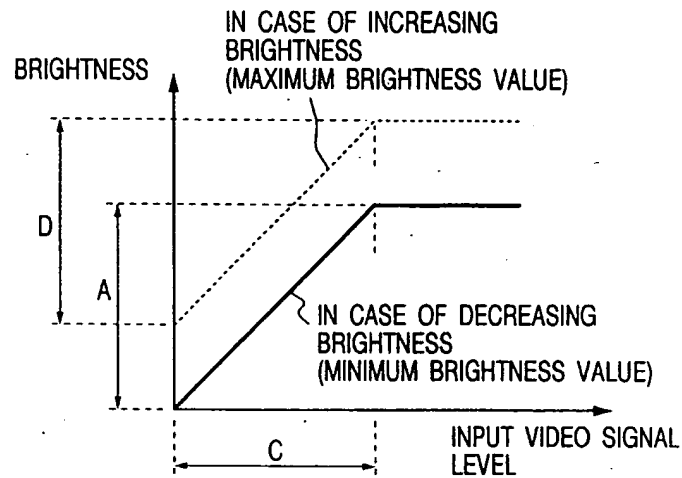 IN CASE OF INCREASING
BRIGHTNESS
(MAXIMUM BRIGHTNESS VALUE)
BRIGHTNESS
D
A
IN CASE OF DECREASING
BRIGHTNESS
(MINIMUM BRIGHTNESS VALUE)
C
INPUT VIDEO SIGNAL
LEVEL